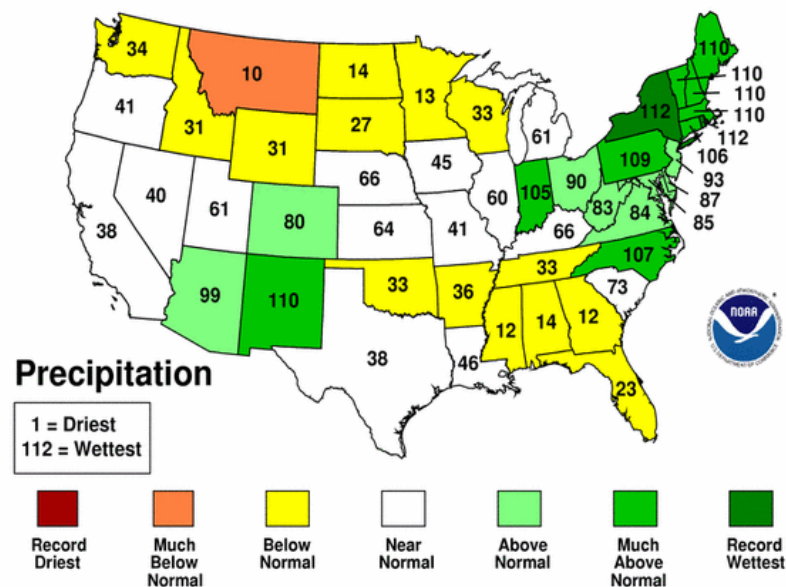 34
10
14
13
33
110
110
110
110
112
112
106
93
87
85
41
31
31
27
61
109
45
66
40
61
80
64
60
105
90
83
84
66
107
38
41
99
110
33
36
33
73
12
14
12
38
46
23
NOAA
Precipitation
1 = Driest
112 = Wettest
Record
Driest
Much
Below
Normal
Below
Normal
Near
Normal
Above
Normal
Much
Above
Normal
Record
Wettest